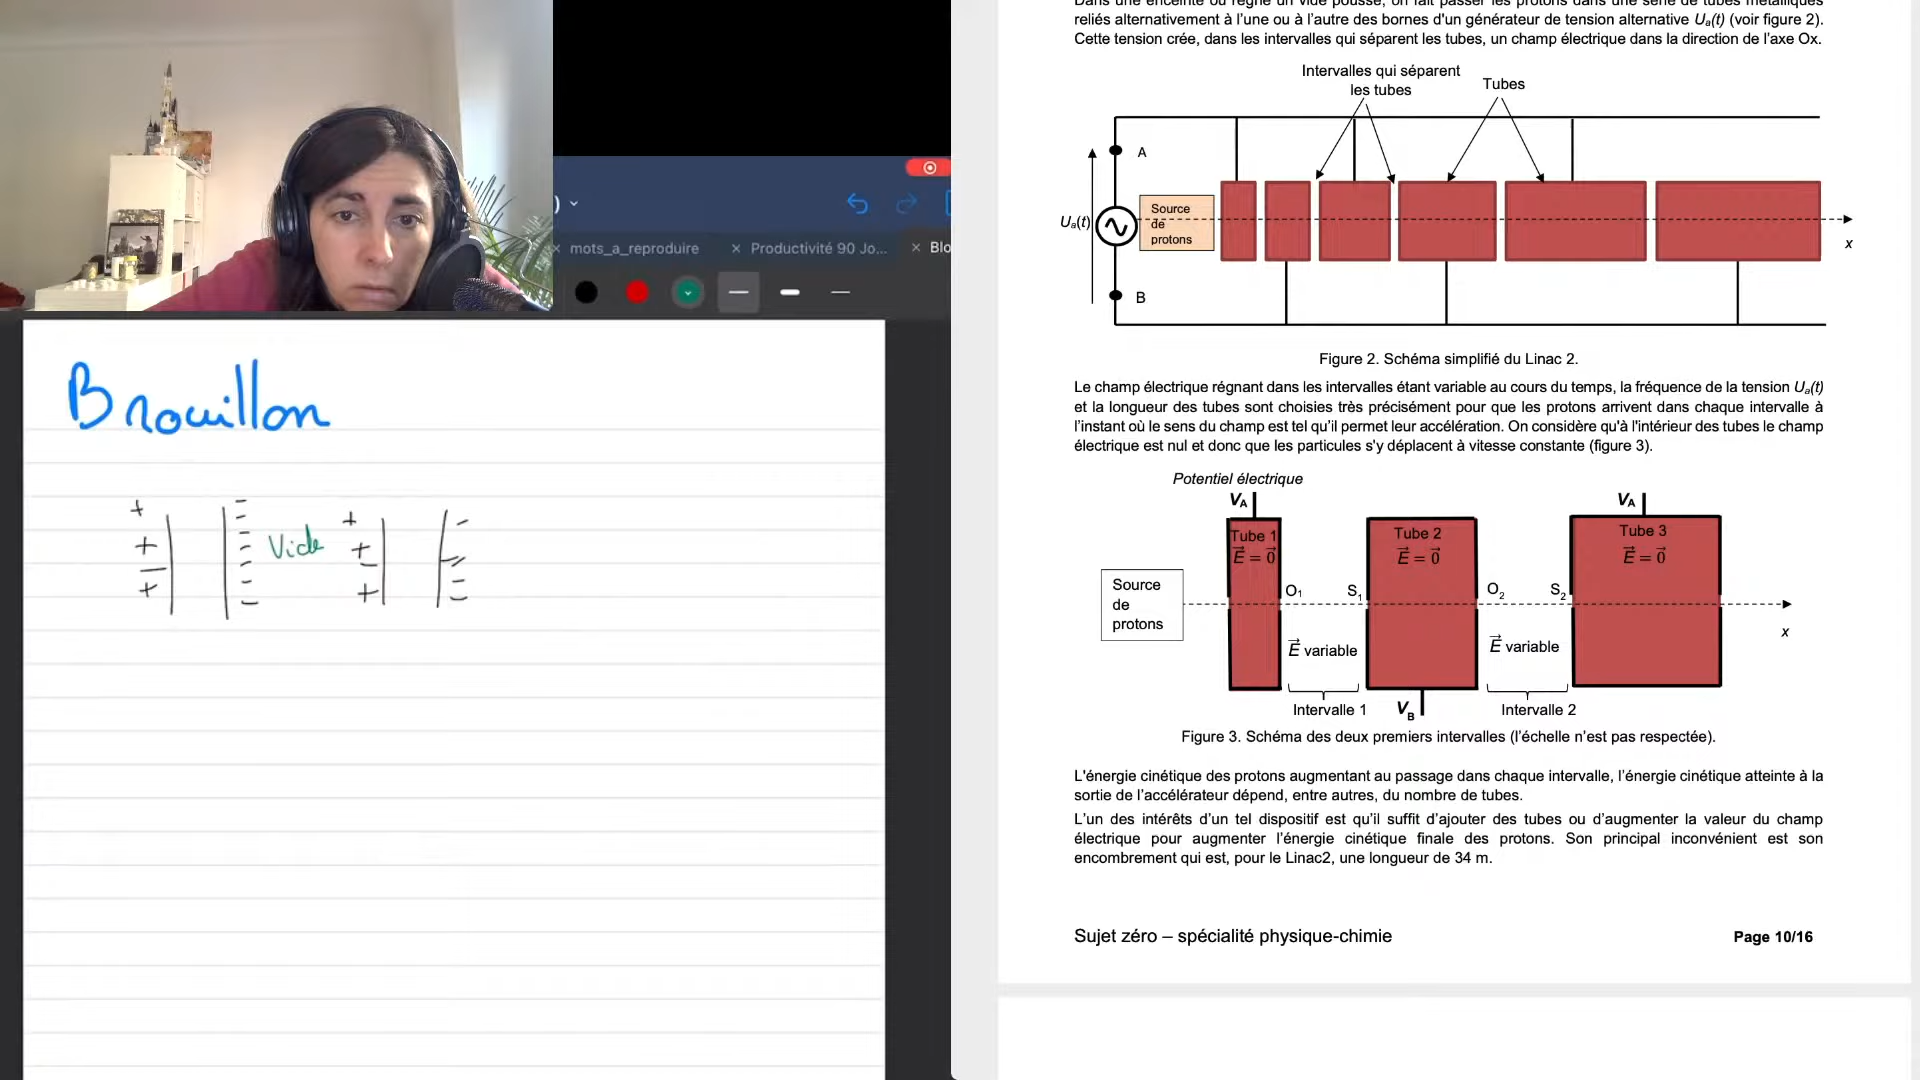 )
mots_a_reproduire
Productivité 90 Jo...
Blo
Brouillon
+ + + - - - - - - Vide + + + - - -
reliés alternativement à l'une ou à l'autre des bornes d'un générateur de tension alternative Uₐ(t) (voir figure 2).
Cette tension crée, dans les intervalles qui séparent les tubes, un champ électrique dans la direction de l'axe Ox.
Intervalles qui séparent
les tubes
Tubes
A
Uₐ(t)
Source
de
protons
x
B
Figure 2. Schéma simplifié du Linac 2.
Le champ électrique régnant dans les intervalles étant variable au cours du temps, la fréquence de la tension Uₐ(t)
et la longueur des tubes sont choisies très précisément pour que les protons arrivent dans chaque intervalle à
l'instant où le sens du champ est tel qu'il permet leur accélération. On considère qu'à l'intérieur des tubes le champ
électrique est nul et donc que les particules s'y déplacent à vitesse constante (figure 3).
Potentiel électrique
V_A
V_A
Tube 1
Tube 2
Tube 3
E⃗ = 0⃗
E⃗ = 0⃗
E⃗ = 0⃗
Source
de
protons
O₁
S₁
O₂
S₂
x
E⃗ variable
E⃗ variable
Intervalle 1
V_B
Intervalle 2
Figure 3. Schéma des deux premiers intervalles (l'échelle n'est pas respectée).
L'énergie cinétique des protons augmentant au passage dans chaque intervalle, l'énergie cinétique atteinte à la
sortie de l'accélérateur dépend, entre autres, du nombre de tubes.
L'un des intérêts d'un tel dispositif est qu'il suffit d'ajouter des tubes ou d'augmenter la valeur du champ
électrique pour augmenter l'énergie cinétique finale des protons. Son principal inconvénient est son
encombrement qui est, pour le Linac2, une longueur de 34 m.
Sujet zéro – spécialité physique-chimie
Page 10/16